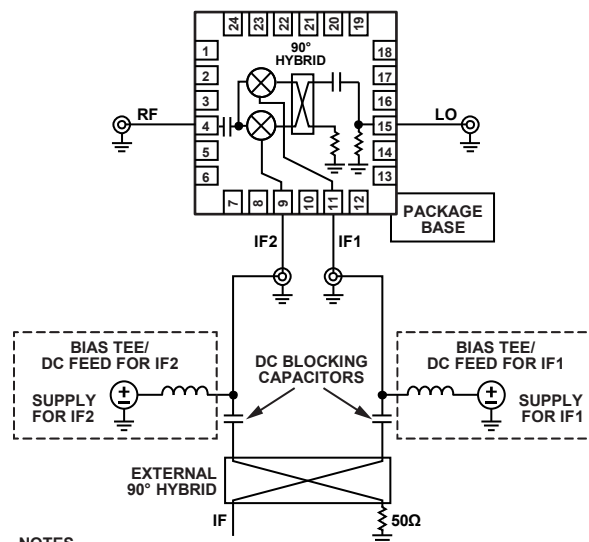 24 23 22 21 20 19
90°
HYBRID
1
2
3
4
5
6
18
17
16
15
14
13
RF
LO
7 8 9 10 11 12
PACKAGE
BASE
IF2
IF1
BIAS TEE/
DC FEED FOR IF2
SUPPLY
FOR IF2
DC BLOCKING
CAPACITORS
BIAS TEE/
DC FEED FOR IF1
SUPPLY
FOR IF1
EXTERNAL
90° HYBRID
IF
50Ω
NOTES